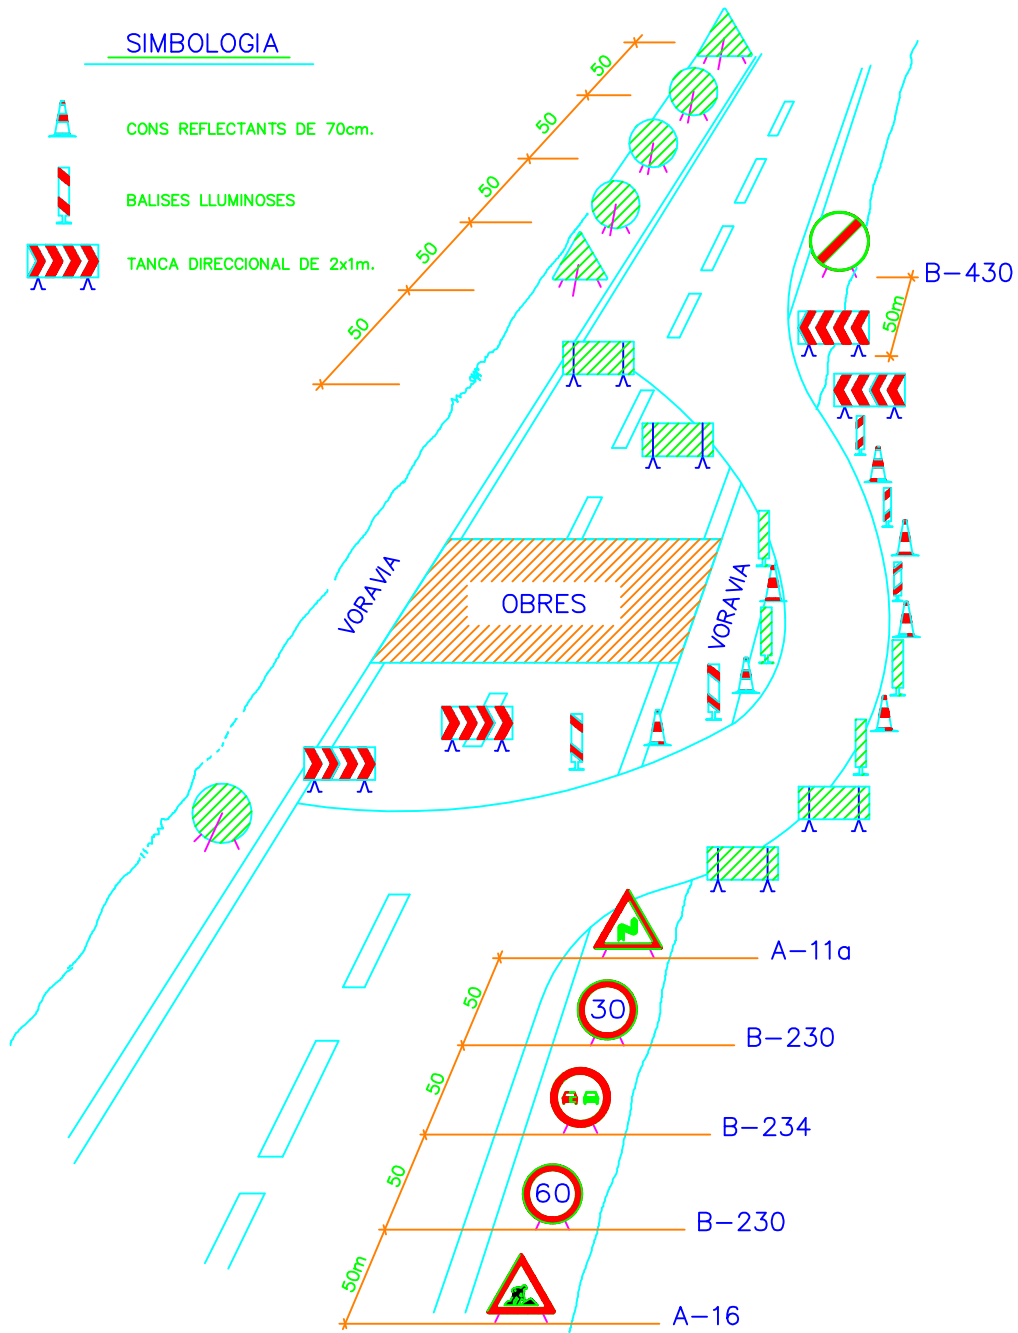 SIMBOLOGIA
CONS REFLECTANTS DE 70cm.
BALISES LLUMINOSES
TANCA DIRECCIONAL DE 2x1m.
50
50
50
50
50
B-430
50m
VORAVIA
OBRES
VORAVIA
A-11a
50
30
B-230
50
B-234
50
60
B-230
50m
A-16